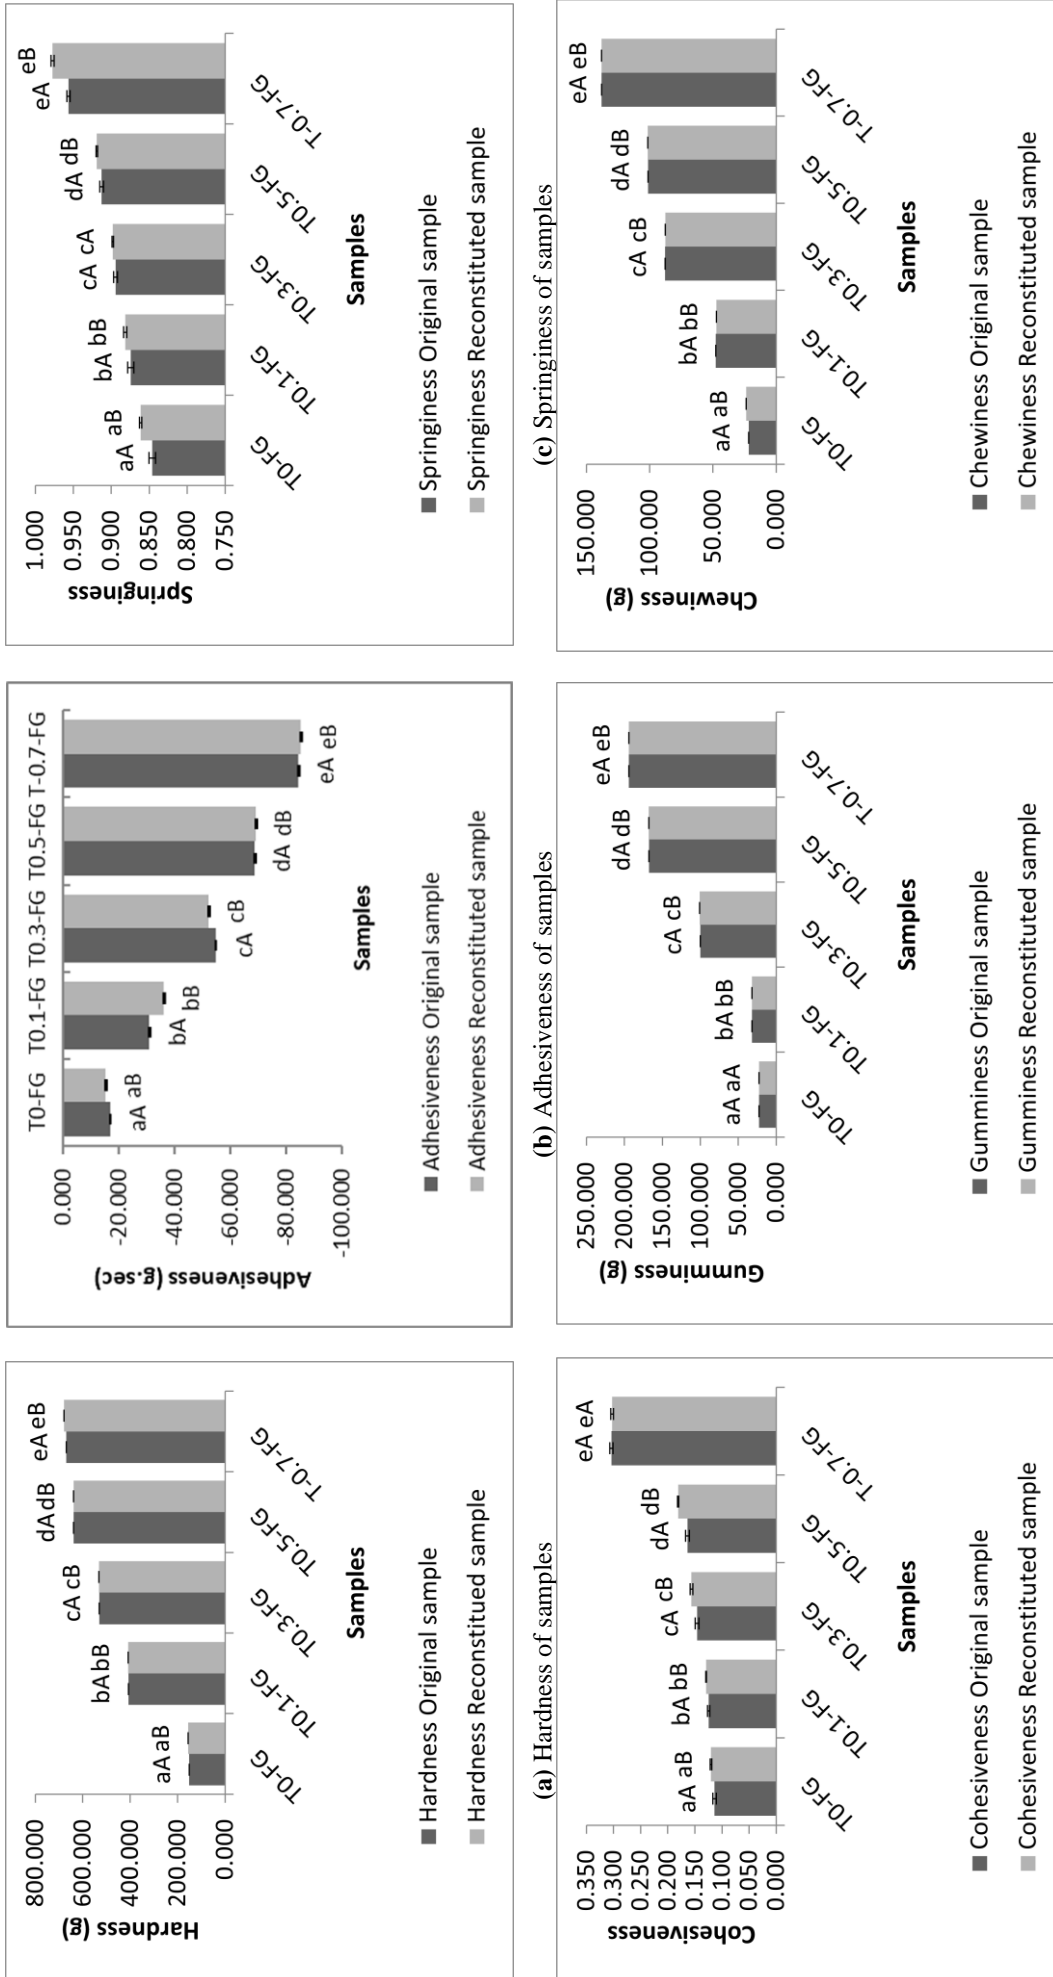 800.000
600.000
400.000
200.000
0.000
Hardness (g)
aA aB
bA bB
cA cB
dA dB
eA eB
T0-FG
T0.1-FG
T0.3-FG
T0.5-FG
T-0.7-FG
Samples
Hardness Original sample
Hardness Reconstitued sample
(a) Hardness of samples
T0-FG T0.1-FG T0.3-FG T0.5-FG T-0.7-FG
0.000
-20.000
-40.000
-60.000
-80.000
-100.000
Adhesiveness (g.sec)
aA aB
bA bB
cA cB
dA dB
eA eB
Samples
Adhesiveness Original sample
Adhesiveness Reconstituted sample
(b) Adhesiveness of samples
1.000
0.950
0.900
0.850
0.800
0.750
Springiness
aA aB
bA bB
cA cA
dA dB
eA eB
T0-FG
T0.1-FG
T0.3-FG
T0.5-FG
T-0.7-FG
Samples
Springiness Original sample
Springiness Reconstituted sample
(c) Springiness of samples
0.350
0.300
0.250
0.200
0.150
0.100
0.050
0.000
Cohesiveness
aA aB
bA bB
cA cB
dA dB
eA eA
T0-FG
T0.1-FG
T0.3-FG
T0.5-FG
T-0.7-FG
Samples
Cohesiveness Original sample
Cohesiveness Reconstituted sample
250.000
200.000
150.000
100.000
50.000
0.000
Gumminess (g)
aA aA
bA bB
cA cB
dA dB
eA eB
T0-FG
T0.1-FG
T0.3-FG
T0.5-FG
T-0.7-FG
Samples
Gumminess Original sample
Gumminess Reconstituted sample
150.000
100.000
50.000
0.000
Chewiness (g)
aA aB
bA bB
cA cB
dA dB
eA eB
T0-FG
T0.1-FG
T0.3-FG
T0.5-FG
T-0.7-FG
Samples
Chewiness Original sample
Chewiness Reconstituted sample